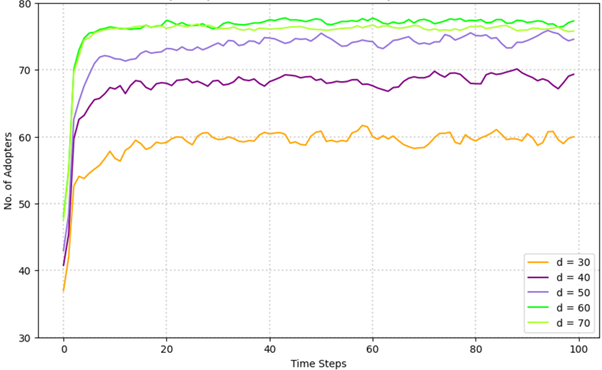 80
70
60
50
40
30
No. of Adopters
0
20
40
60
80
100
Time Steps
d = 30
d = 40
d = 50
d = 60
d = 70